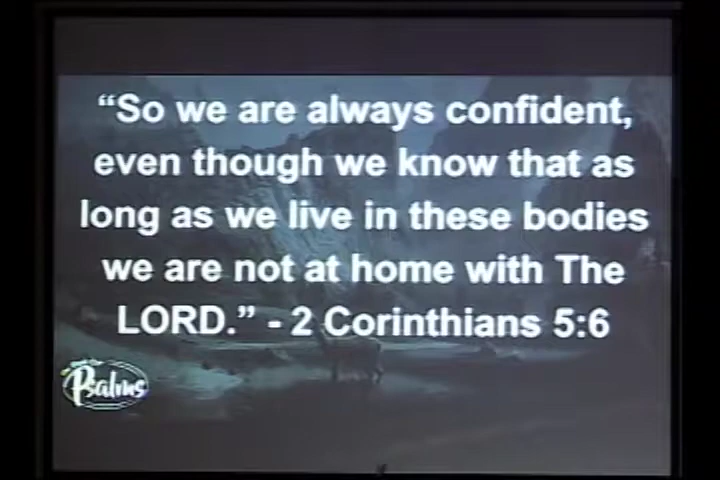 “So we are always confident,
even though we know that as
long as we live in these bodies
we are not at home with The
LORD.” - 2 Corinthians 5:6
Psalms